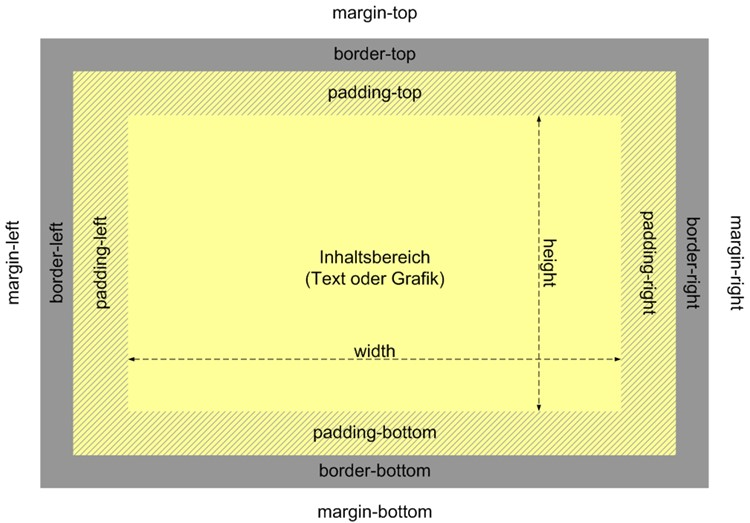 margin-top
border-top
padding-top
margin-left
border-left
padding-left
Inhaltsbereich
(Text oder Grafik)
height
padding-right
border-right
margin-right
width
padding-bottom
border-bottom
margin-bottom